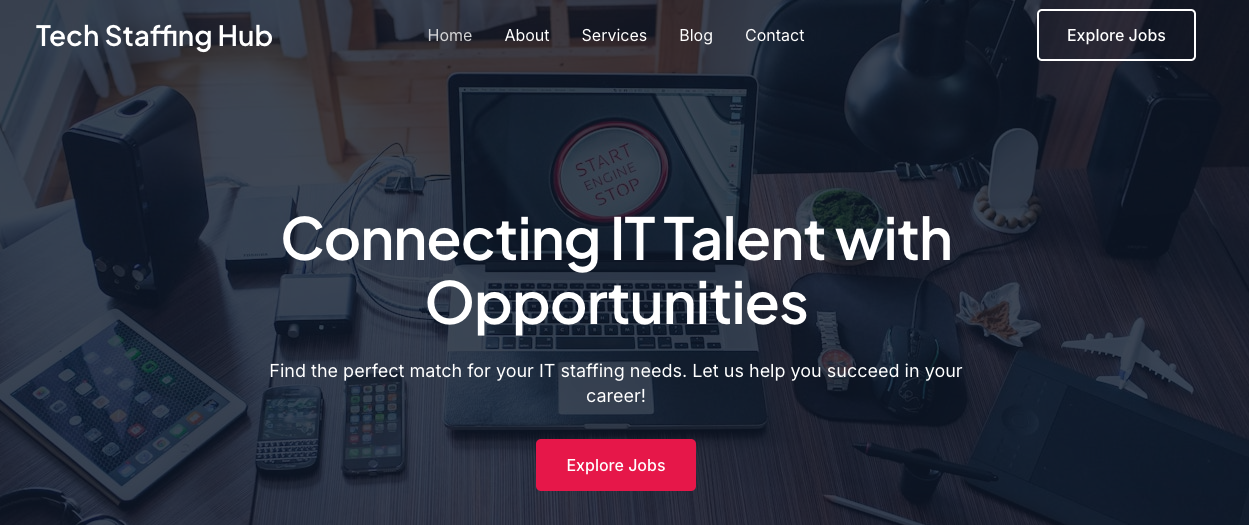 Tech Staffing Hub
Home About Services Blog Contact
Explore Jobs
START
ENGINE
STOP
Connecting IT Talent with
Opportunities
Find the perfect match for your IT staffing needs. Let us help you succeed in your
career!
Explore Jobs